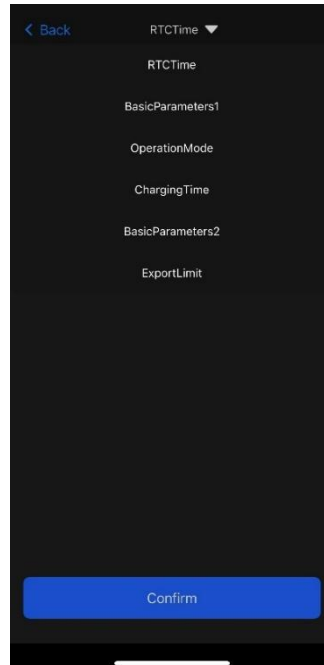 Back
RTCTime
RTCTime
BasicParameters1
OperationMode
ChargingTime
BasicParameters2
ExportLimit
Confirm